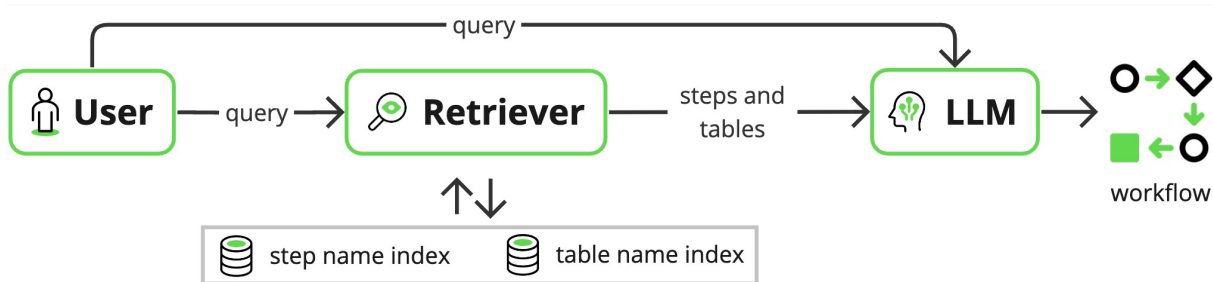 query
User
query
Retriever
steps and
tables
LLM
workflow
step name index
table name index